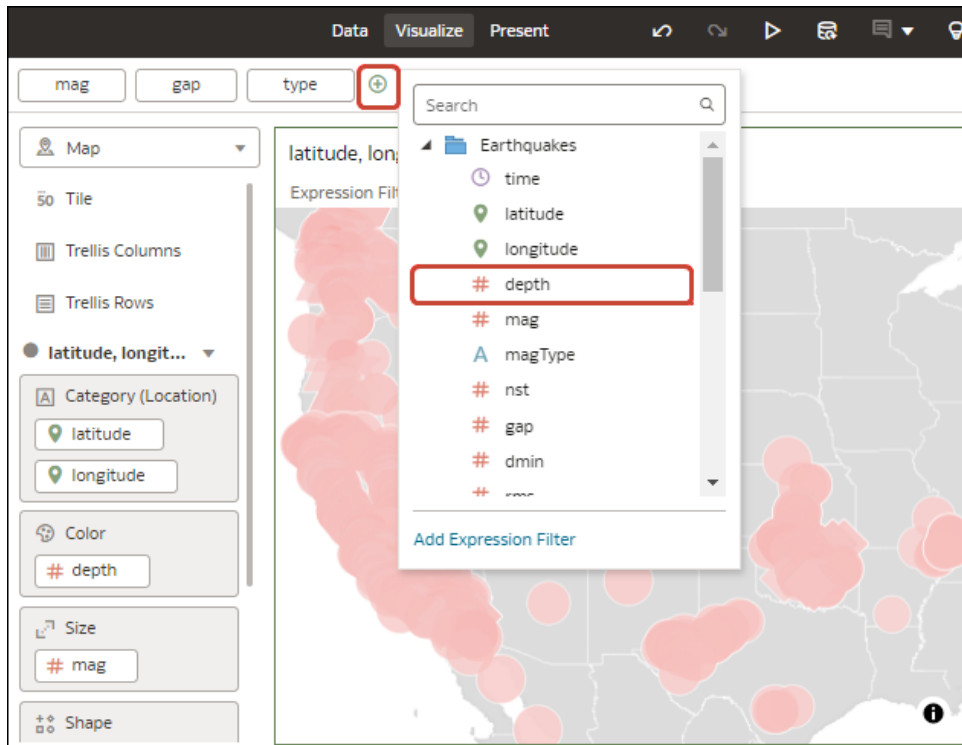 Data Visualize Present
mag gap type
Search
Map
latitude, lon
Earthquakes
Expression Filt
time
50 Tile
latitude
Trellis Columns
longitude
depth
Trellis Rows
mag
latitude, longit...
A magType
A Category (Location)
nst
latitude
gap
longitude
dmin
Color
Add Expression Filter
depth
Size
mag
Shape